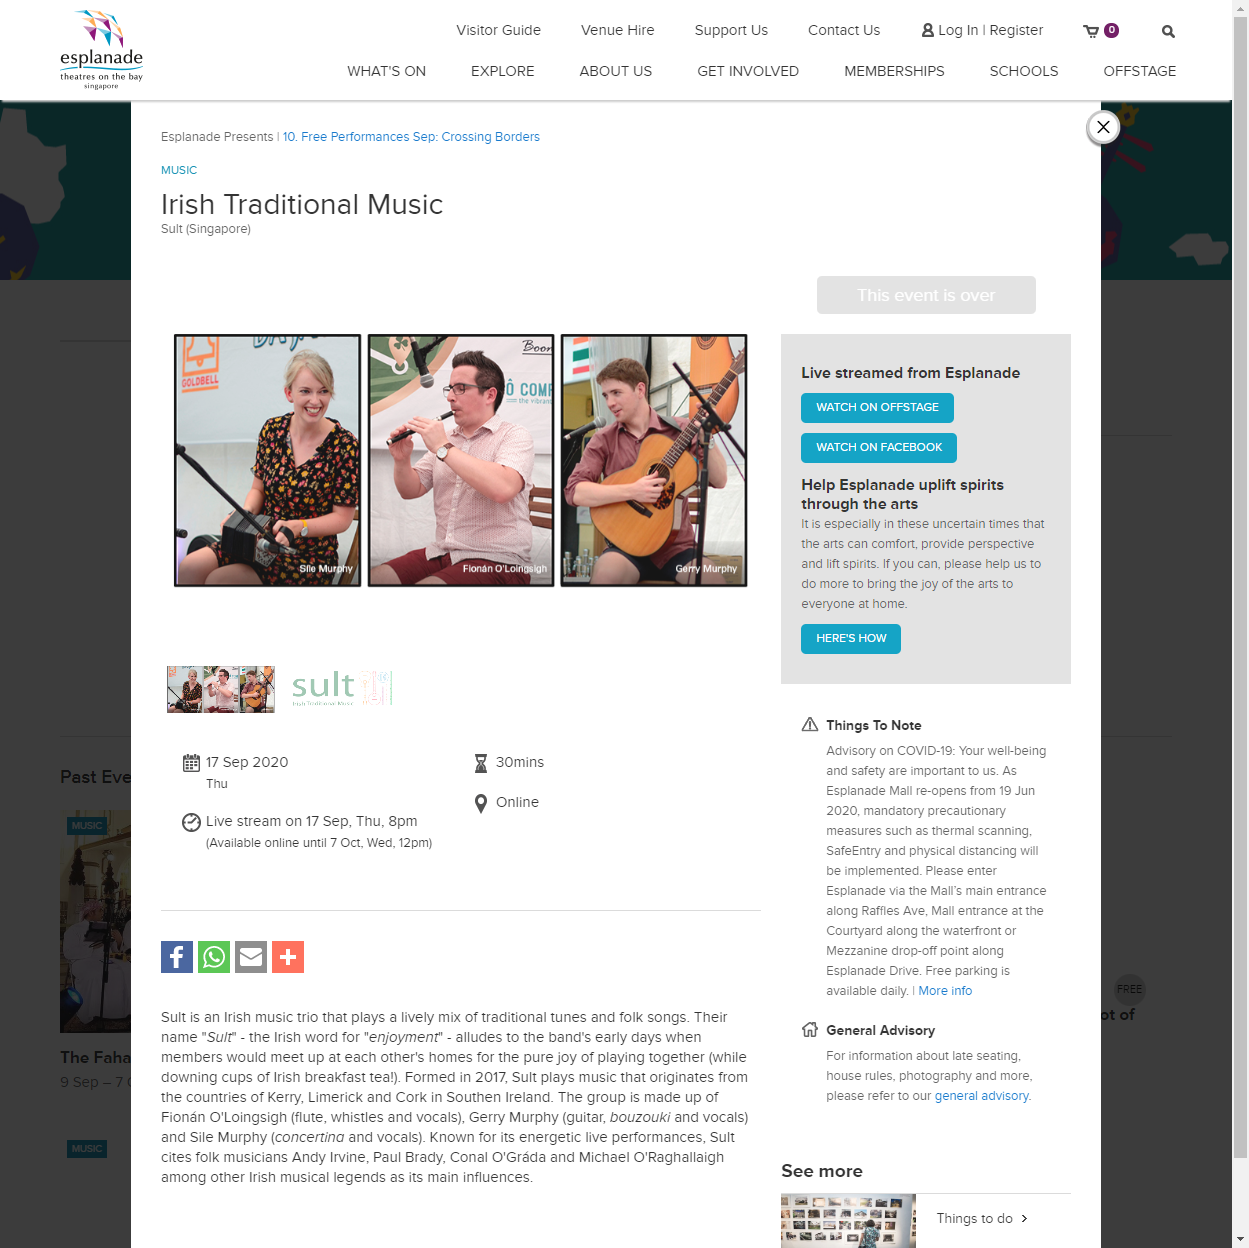 esplanade
theatres on the bay
singapore
Visitor Guide
Venue Hire
Support Us
Contact Us
Log In | Register
0
WHAT'S ON
EXPLORE
ABOUT US
GET INVOLVED
MEMBERSHIPS
SCHOOLS
OFFSTAGE
Esplanade Presents | 10. Free Performances Sep: Crossing Borders
MUSIC
Irish Traditional Music
Sult (Singapore)
This event is over
GOLDBELL
Boon
Ô COMP
the vibran
Sile Murphy
Fionán O'Loingsigh
Gerry Murphy
sult
Irish Traditional Music
17 Sep 2020
Thu
Live stream on 17 Sep, Thu, 8pm
(Available online until 7 Oct, Wed, 12pm)
30mins
Online
Sult is an Irish music trio that plays a lively mix of traditional tunes and folk songs. Their
name "Sult" - the Irish word for "enjoyment" - alludes to the band's early days when
members would meet up at each other's homes for the pure joy of playing together (while
downing cups of Irish breakfast tea!). Formed in 2017, Sult plays music that originates from
the countries of Kerry, Limerick and Cork in Southen Ireland. The group is made up of
Fionán O'Loingsigh (flute, whistles and vocals), Gerry Murphy (guitar, bouzouki and vocals)
and Sile Murphy (concertina and vocals). Known for its energetic live performances, Sult
cites folk musicians Andy Irvine, Paul Brady, Conal O'Gráda and Michael O'Raghallaigh
among other Irish musical legends as its main influences.
Live streamed from Esplanade
WATCH ON OFFSTAGE
WATCH ON FACEBOOK
Help Esplanade uplift spirits
through the arts
It is especially in these uncertain times that
the arts can comfort, provide perspective
and lift spirits. If you can, please help us to
do more to bring the joy of the arts to
everyone at home.
HERE'S HOW
Things To Note
Advisory on COVID-19: Your well-being
and safety are important to us. As
Esplanade Mall re-opens from 19 Jun
2020, mandatory precautionary
measures such as thermal scanning,
SafeEntry and physical distancing will
be implemented. Please enter
Esplanade via the Mall's main entrance
along Raffles Ave, Mall entrance at the
Courtyard along the waterfront or
Mezzanine drop-off point along
Esplanade Drive. Free parking is
available daily. | More info
General Advisory
For information about late seating,
house rules, photography and more,
please refer to our general advisory.
See more
Things to do
Past Eve
MUSIC
The Faha
9 Sep – 7 O
MUSIC
FREE
ot of